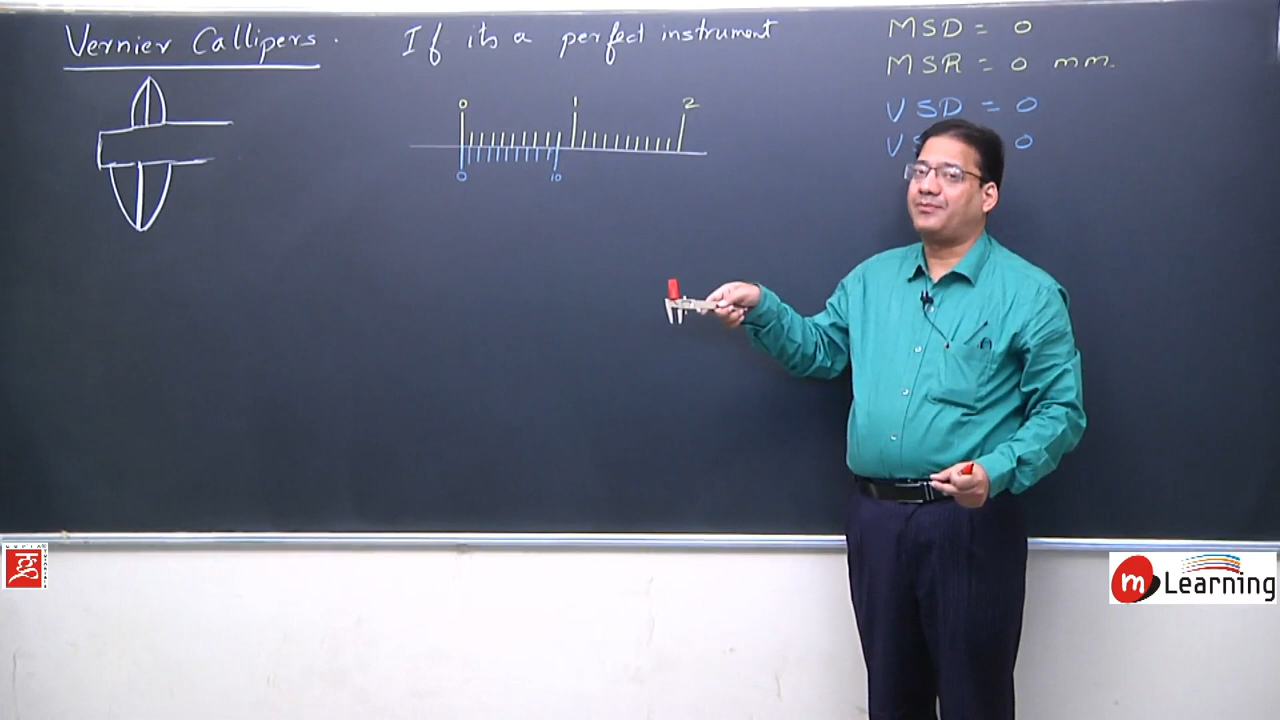 Vernier Callipers. If its a perfect instrument
0 1 2
0 10
MSD = 0
MSR = 0 mm.
VSD = 0
0
m Learning